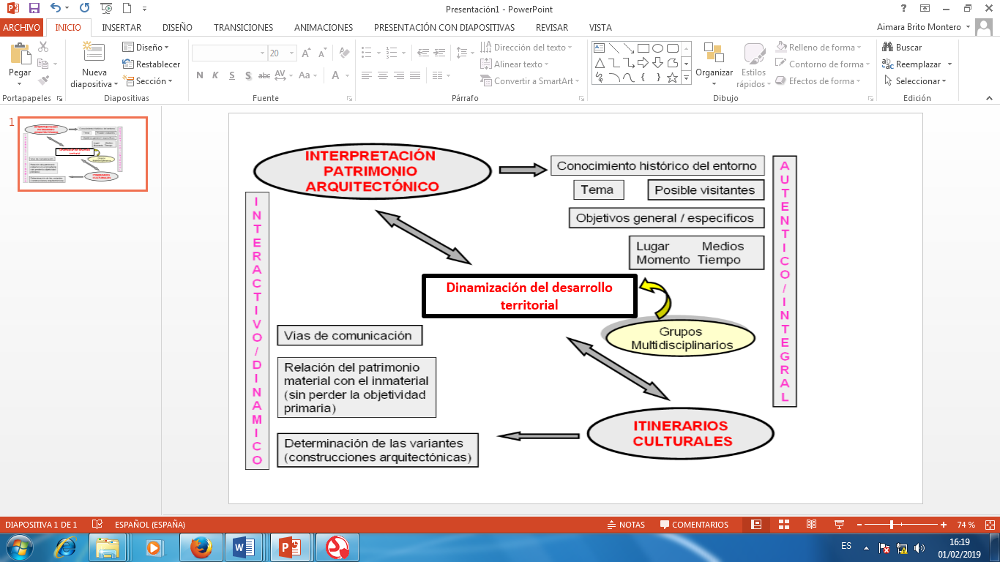 Presentación1 - PowerPoint
ARCHIVO INICIO INSERTAR DISEÑO TRANSICIONES ANIMACIONES PRESENTACIÓN CON DIAPOSITIVAS REVISAR VISTA
Aimara Brito Montero
Pegar
Nueva
diapositiva
Diseño
Restablecer
Sección
20
N K S S abc AV Aa A
Dirección del texto
Alinear texto
Convertir a SmartArt
Organizar
Estilos
rápidos
Relleno de forma
Contorno de forma
Efectos de forma
Buscar
Reemplazar
Seleccionar
Portapapeles
Diapositivas
Fuente
Párrafo
Dibujo
Edición
1
INTERPRETACIÓN
PATRIMONIO
ARQUITECTÓNICO
Conocimiento histórico del entorno
Tema
Posible visitantes
Objetivos general / específicos
Lugar Medios
Momento Tiempo
AUTENTICO/INTEGRAL
INTERACTIVO/DINAMICO
Dinamización del desarrollo
territorial
Grupos
Multidisciplinarios
Vías de comunicación
Relación del patrimonio
material con el inmaterial
(sin perder la objetividad
primaria)
Determinación de las variantes
(construcciones arquitectónicas)
ITINERARIOS
CULTURALES
DIAPOSITIVA 1 DE 1
ESPAÑOL (ESPAÑA)
NOTAS
COMENTARIOS
74 %
ES
16:19
01/02/2019